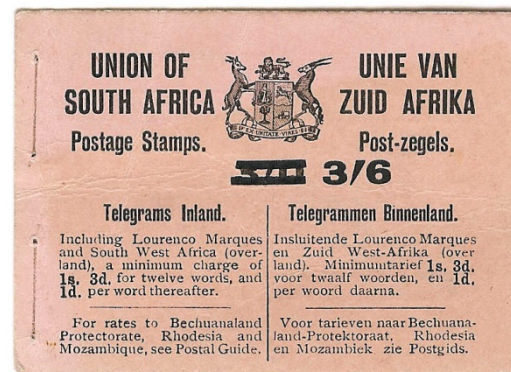 UNION OF
SOUTH AFRICA
Postage Stamps.
EX UNITATE VIRES
UNIE VAN
ZUID AFRIKA
Post-zegels.
3/6
Telegrams Inland.
Including Lourenco Marques
and South West Africa (over-
land), a minimum charge of
1s. 3d. for twelve words, and
1d. per word thereafter.
For rates to Bechuanaland
Protectorate, Rhodesia and
Mozambique, see Postal Guide.
Telegrammen Binnenland.
Insluitende Lourenco Marques
en Zuid West-Afrika (over
land). Minimumtarief 1s. 3d.
voor twaalf woorden, en 1d.
per woord daarna.
Voor tarieven naar Bechuana-
land-Protektoraat, Rhodesia
en Mozambiek zie Postgids.